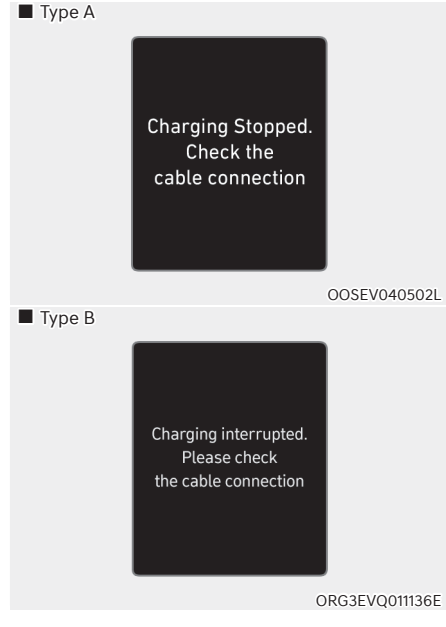 ■ Type A
Charging Stopped.
Check the
cable connection
OOSEV040502L
■ Type B
Charging interrupted.
Please check
the cable connection
ORG3EVQ011136E